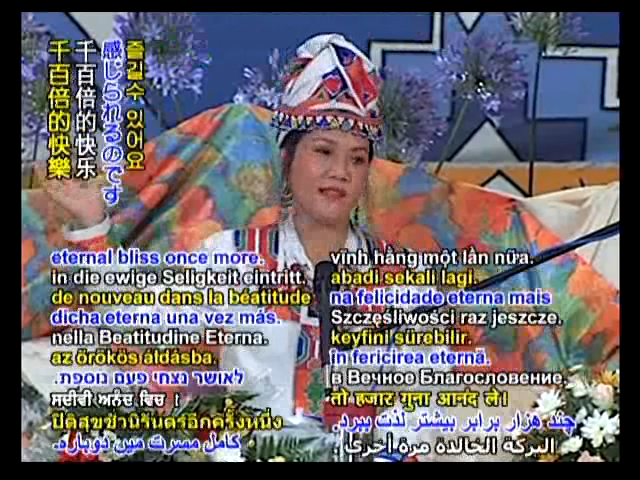 즐길수 있어요
感じられるのです
千百倍的快乐
千百倍的快樂
eternal bliss once more.
in die ewige Seligkeit eintritt.
de nouveau dans la béatitude
dicha eterna una vez más.
nella Beatitudine Eterna.
az örökös áldásba.
לאושר נצחי פעם נוספת.
ਸਦੀਵੀ ਅਨੰਦ ਵਿਚ ।
ปิติสุขชั่วนิรันดร์อีกครั้งหนึ่ง
کامل مسرت میں دوبارہ.
vĩnh hằng một lần nữa.
abadi sekali lagi.
na felicidade eterna mais
Szczęśliwości raz jeszcze.
keyfini sürebilir.
în fericirea eternă.
в Вечное Благословение.
तो हजार गुना आनंद ले।
چند هزار برابر بیشتر لذت ببرد.
البركة الخالدة مرة أخرى.